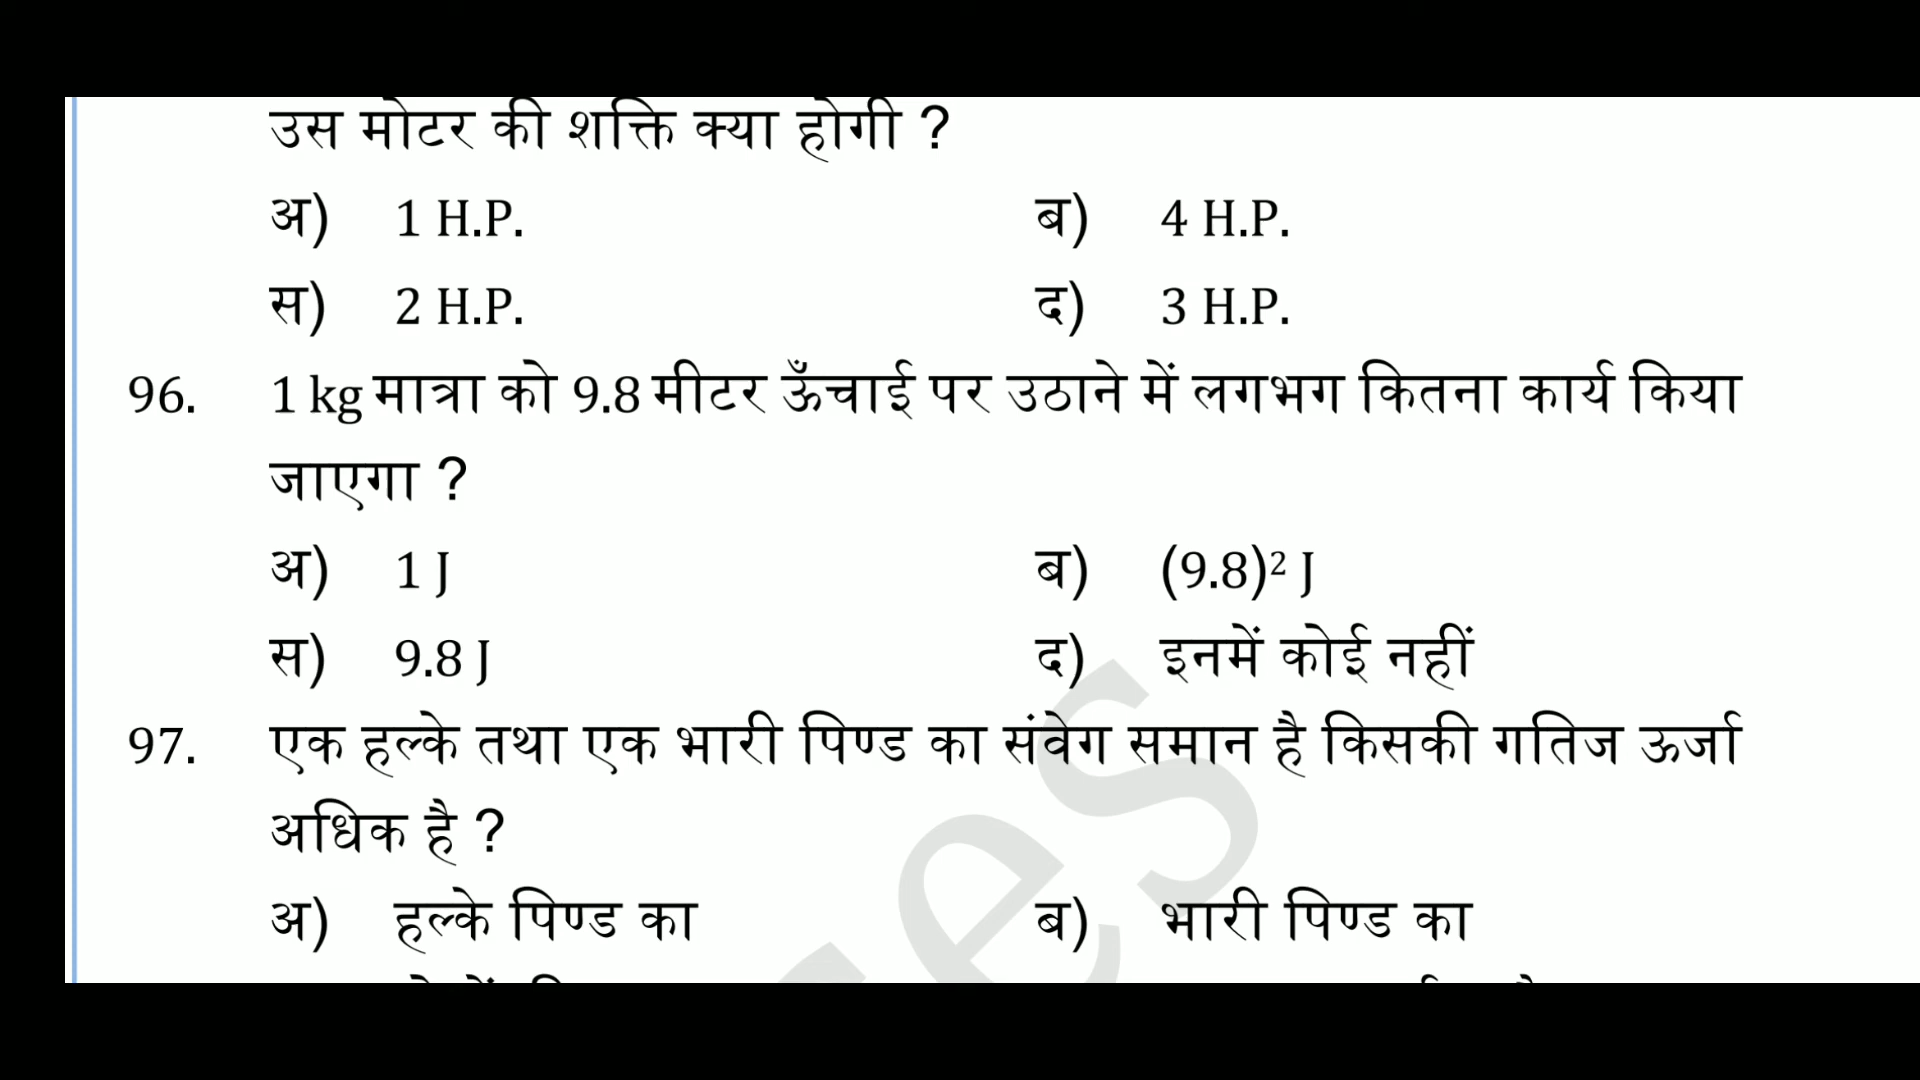 उस मोटर की शक्ति क्या होगी ?
अ) 1 H.P. ब) 4 H.P.
स) 2 H.P. द) 3 H.P.
96. 1 kg मात्रा को 9.8 मीटर ऊँचाई पर उठाने में लगभग कितना कार्य किया
जाएगा ?
अ) 1 J ब) (9.8)² J
स) 9.8 J द) इनमें कोई नहीं
97. एक हल्के तथा एक भारी पिण्ड का संवेग समान है किसकी गतिज ऊर्जा
अधिक है ?
अ) हल्के पिण्ड का ब) भारी पिण्ड का